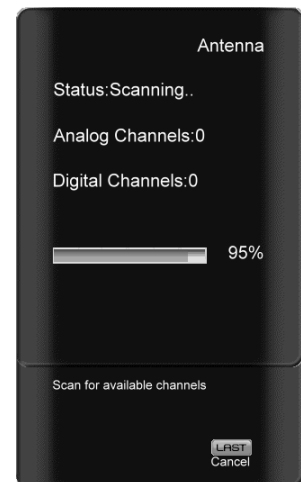 Antenna
Status:Scanning..
Analog Channels:0
Digital Channels:0
95%
Scan for available channels
LAST
Cancel